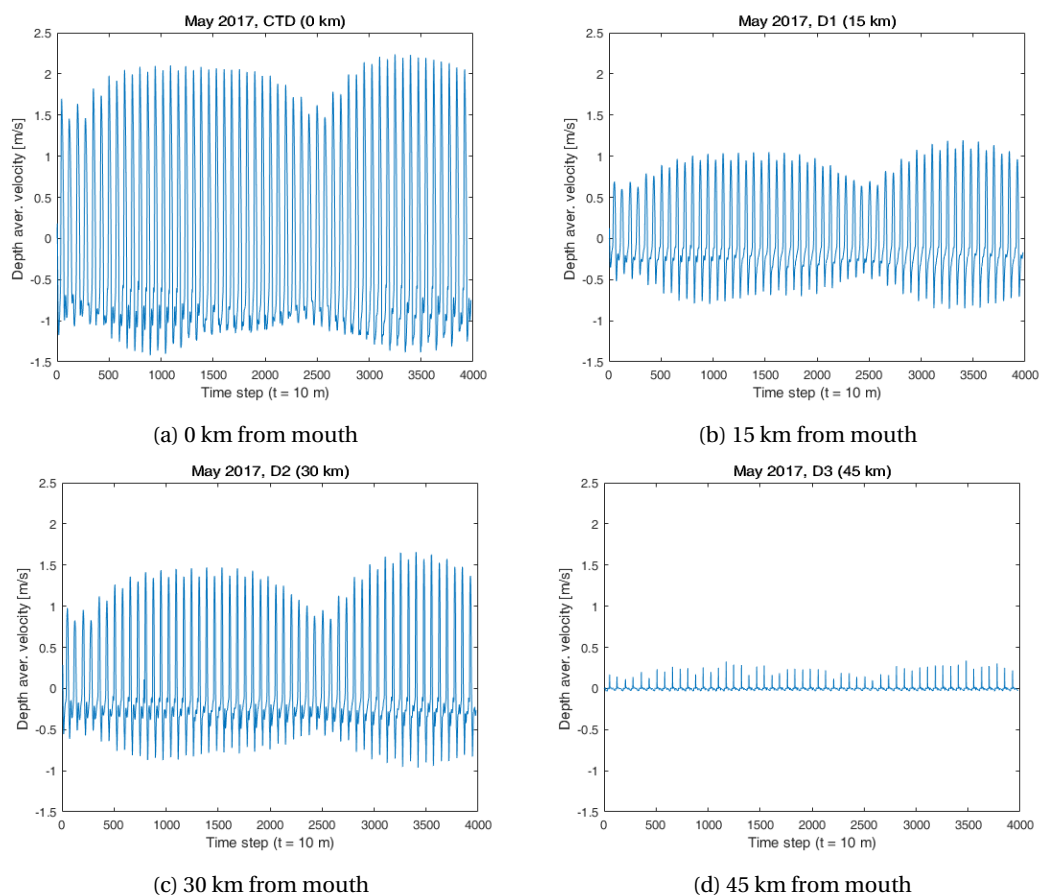 May 2017, CTD (0 km)
2.5
2
1.5
1
0.5
0
-0.5
-1
-1.5
Depth aver. velocity [m/s]
0 500 1000 1500 2000 2500 3000 3500 4000
Time step (t = 10 m)
(a) 0 km from mouth
May 2017, D1 (15 km)
2.5
2
1.5
1
0.5
0
-0.5
-1
-1.5
Depth aver. velocity [m/s]
0 500 1000 1500 2000 2500 3000 3500 4000
Time step (t = 10 m)
(b) 15 km from mouth
May 2017, D2 (30 km)
2.5
2
1.5
1
0.5
0
-0.5
-1
-1.5
Depth aver. velocity [m/s]
0 500 1000 1500 2000 2500 3000 3500 4000
Time step (t = 10 m)
(c) 30 km from mouth
May 2017, D3 (45 km)
2.5
2
1.5
1
0.5
0
-0.5
-1
-1.5
Depth aver. velocity [m/s]
0 500 1000 1500 2000 2500 3000 3500 4000
Time step (t = 10 m)
(d) 45 km from mouth